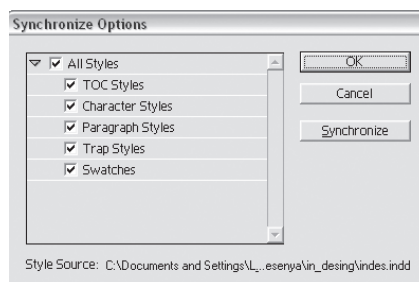 Synchronize Options
All Styles
TOC Styles
Character Styles
Paragraph Styles
Trap Styles
Swatches
OK
Cancel
Synchronize
Style Source: C:\Documents and Settings\L_..esenya\in_desing\indes.indd